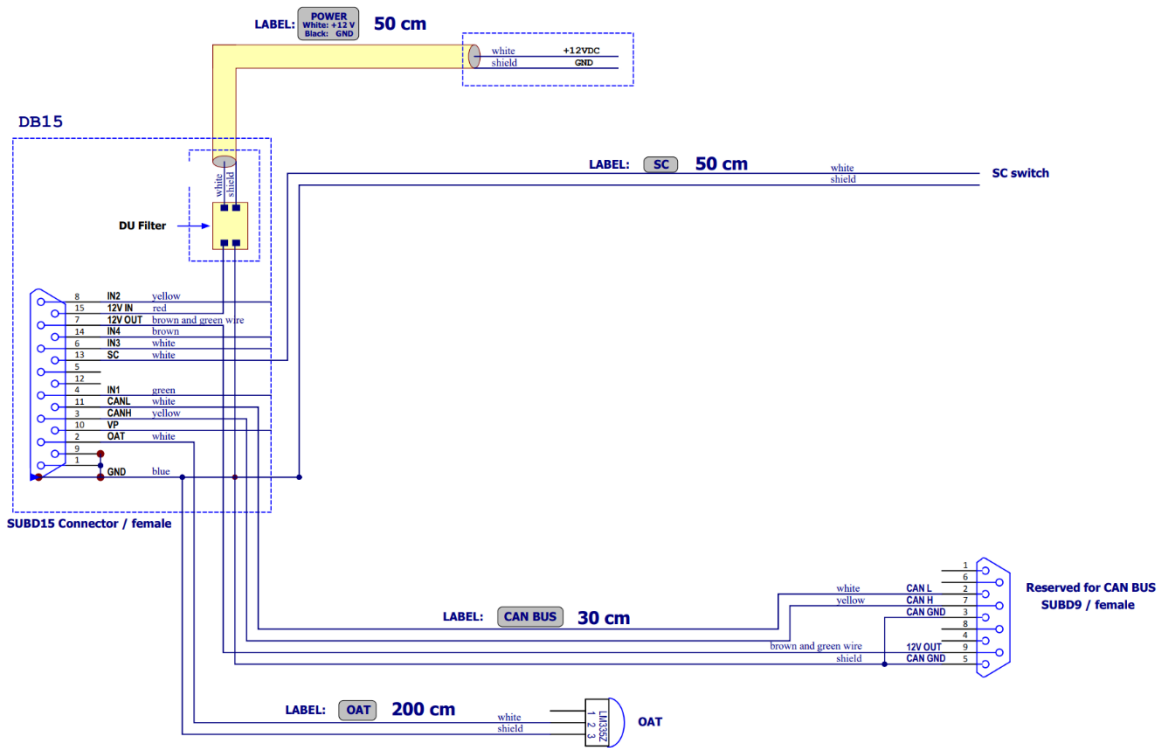 LABEL: POWER 50 cm
White: +12 V
Black: GND
white +12VDC
shield GND
DB15
LABEL: SC 50 cm
white
shield
SC switch
white
shield
DU Filter
8 IN2 yellow
15 12V IN red
7 12V OUT brown and green wire
14 IN4 brown
6 IN3 white
13 SC white
5
12
4 IN1 green
11 CANL white
3 CANH yellow
10 VP
2 OAT white
9
1
GND blue
SUBD15 Connector / female
1
6
white CAN L 2
yellow CAN H 7
CAN GND 3
8
4
brown and green wire 12V OUT 9
shield CAN GND 5
Reserved for CAN BUS
SUBD9 / female
LABEL: CAN BUS 30 cm
LABEL: OAT 200 cm
white
shield
1
2
3
LM335Z
OAT